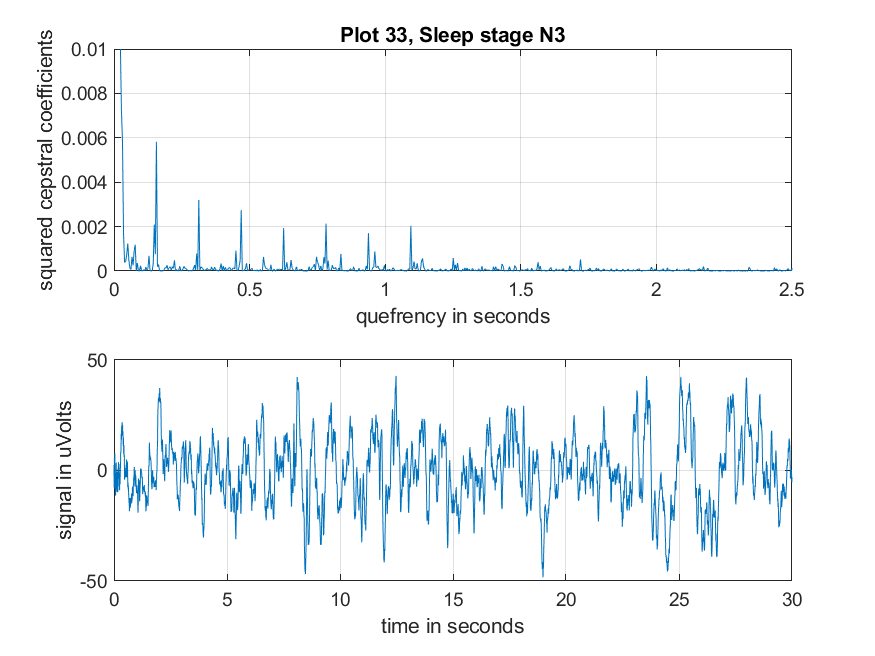 Plot 33, Sleep stage N3
squared cepstral coefficients
0.01
0.008
0.006
0.004
0.002
0
0 0.5 1 1.5 2 2.5
quefrency in seconds
signal in uVolts
50
0
-50
0 5 10 15 20 25 30
time in seconds